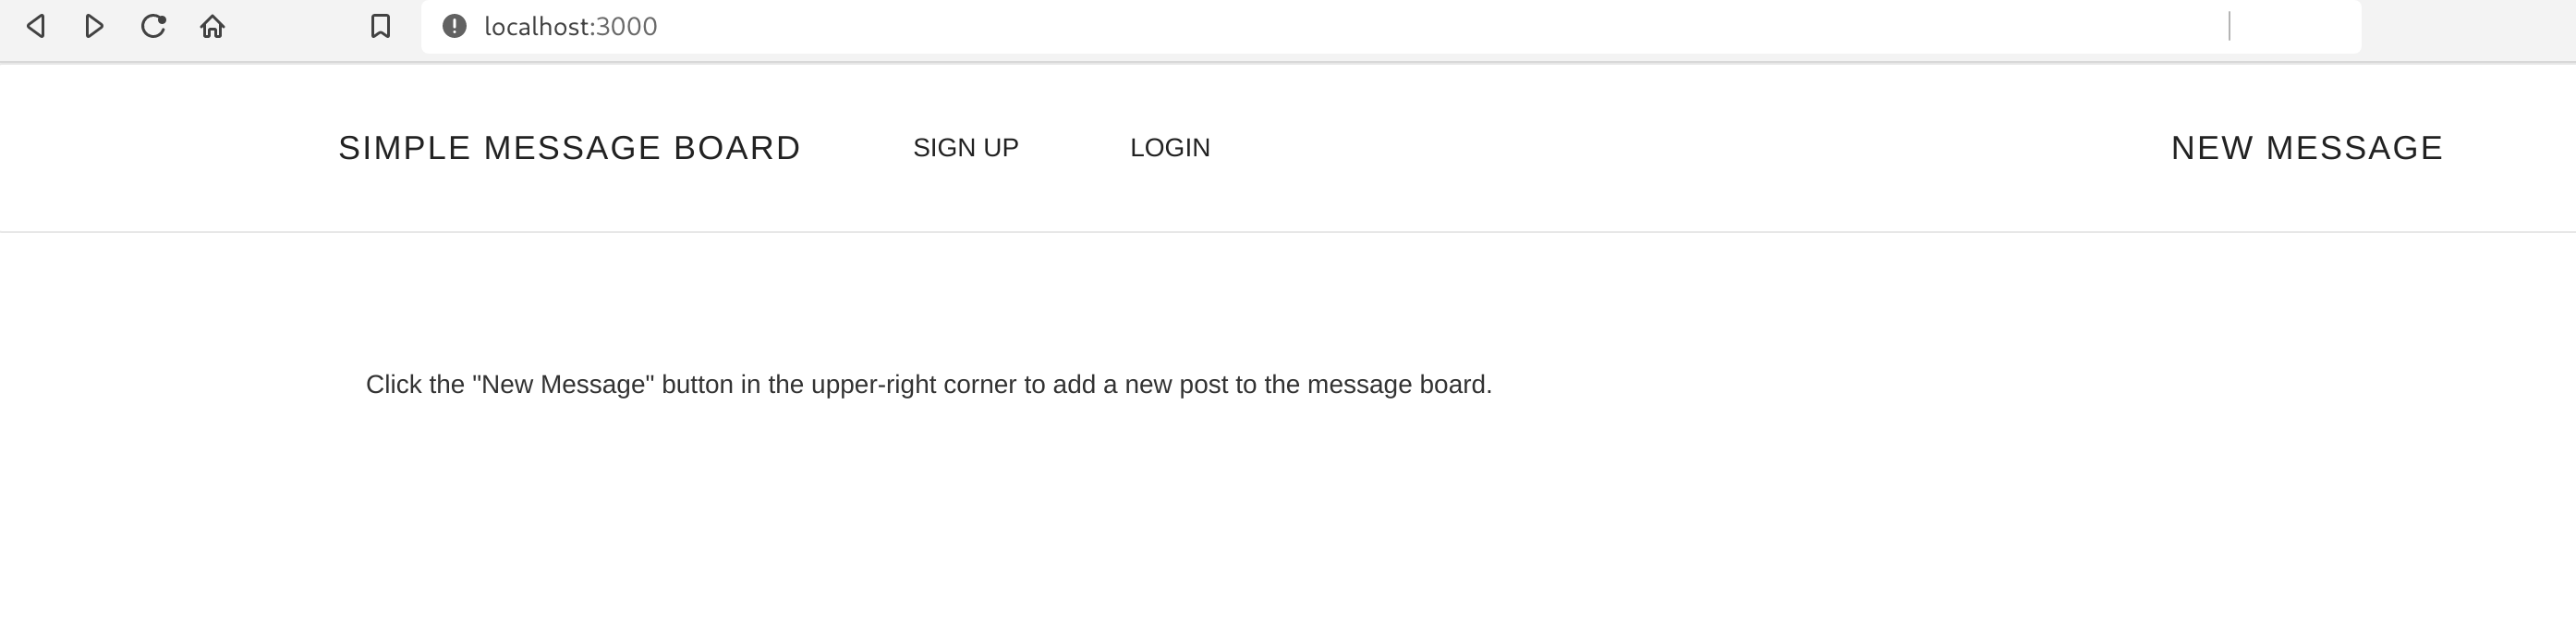 localhost:3000
SIMPLE MESSAGE BOARD SIGN UP LOGIN NEW MESSAGE
Click the "New Message" button in the upper-right corner to add a new post to the message board.